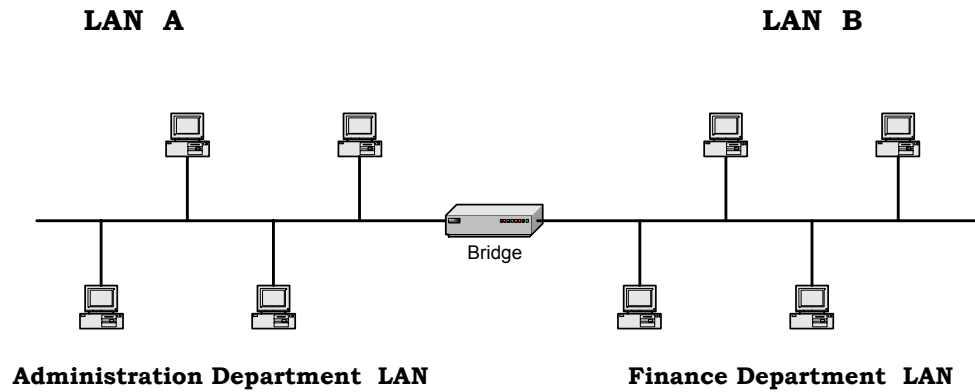 LAN A
LAN B
Bridge
Administration Department LAN
Finance Department LAN